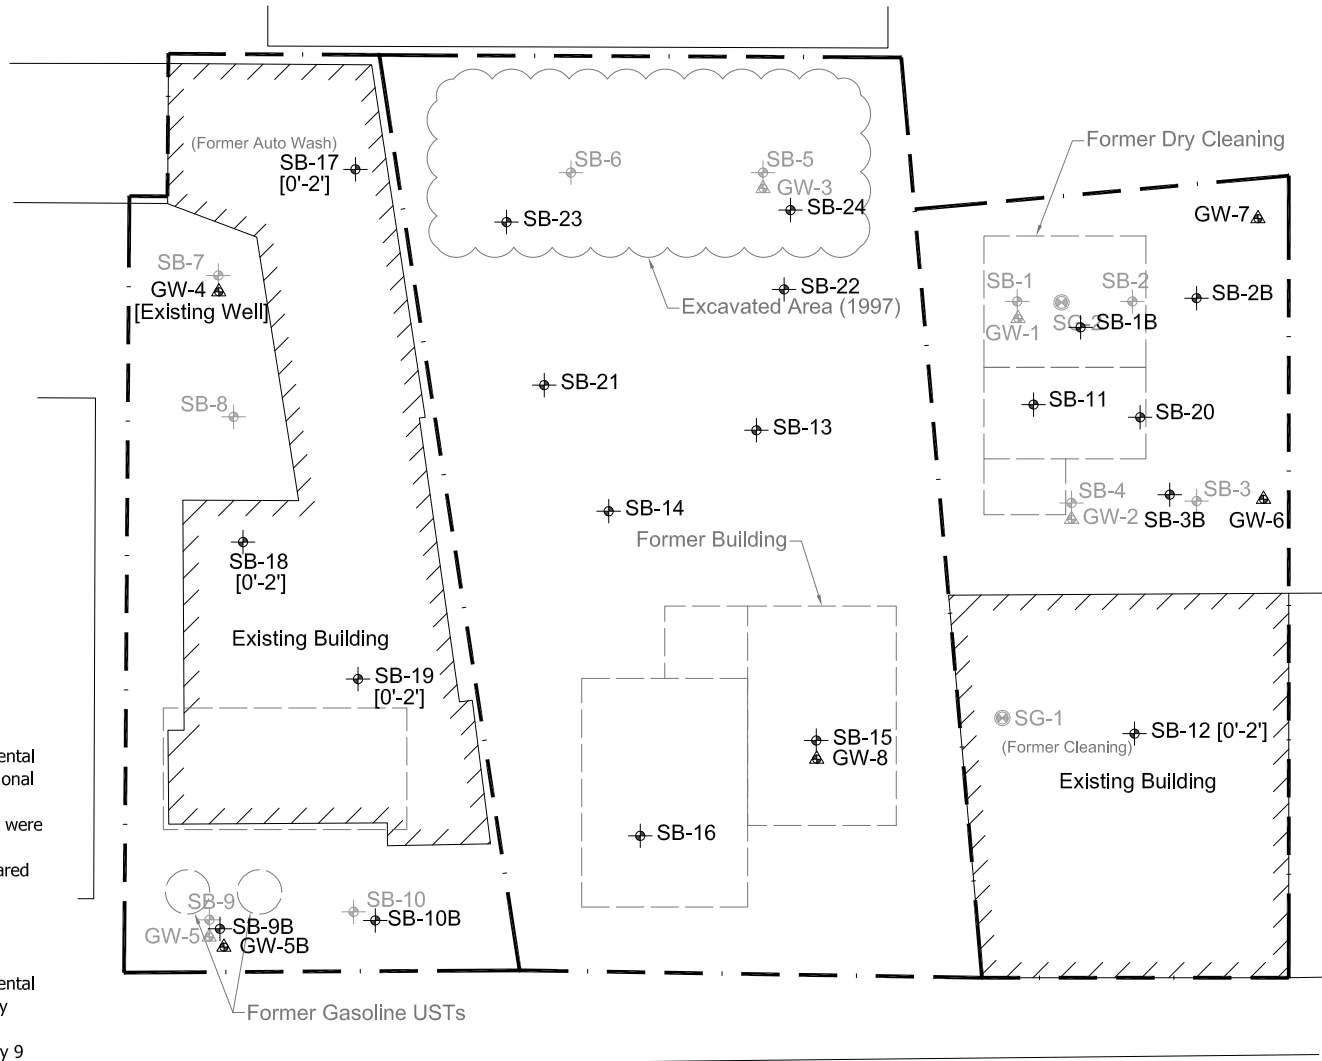 Former Dry Cleaning
(Former Auto Wash)
SB-17
[0'-2']
SB-6
SB-5
GW-3
SB-24
SB-23
GW-7
SB-7
GW-4
[Existing Well]
SB-22
Excavated Area (1997)
SB-1
GW-1
SG-2
SB-2
SB-1B
SB-2B
SB-21
SB-8
SB-13
SB-11
SB-20
SB-14
SB-4
GW-2
SB-3
SB-3B
GW-6
Former Building
SB-18
[0'-2']
Existing Building
SB-19
[0'-2']
SG-1
(Former Cleaning)
SB-12 [0'-2']
Existing Building
SB-15
GW-8
SB-16
ental
onal
were
ared
SB-9
GW-5
SB-9B
GW-5B
SB-10
SB-10B
ental
y
Former Gasoline USTs
y 9